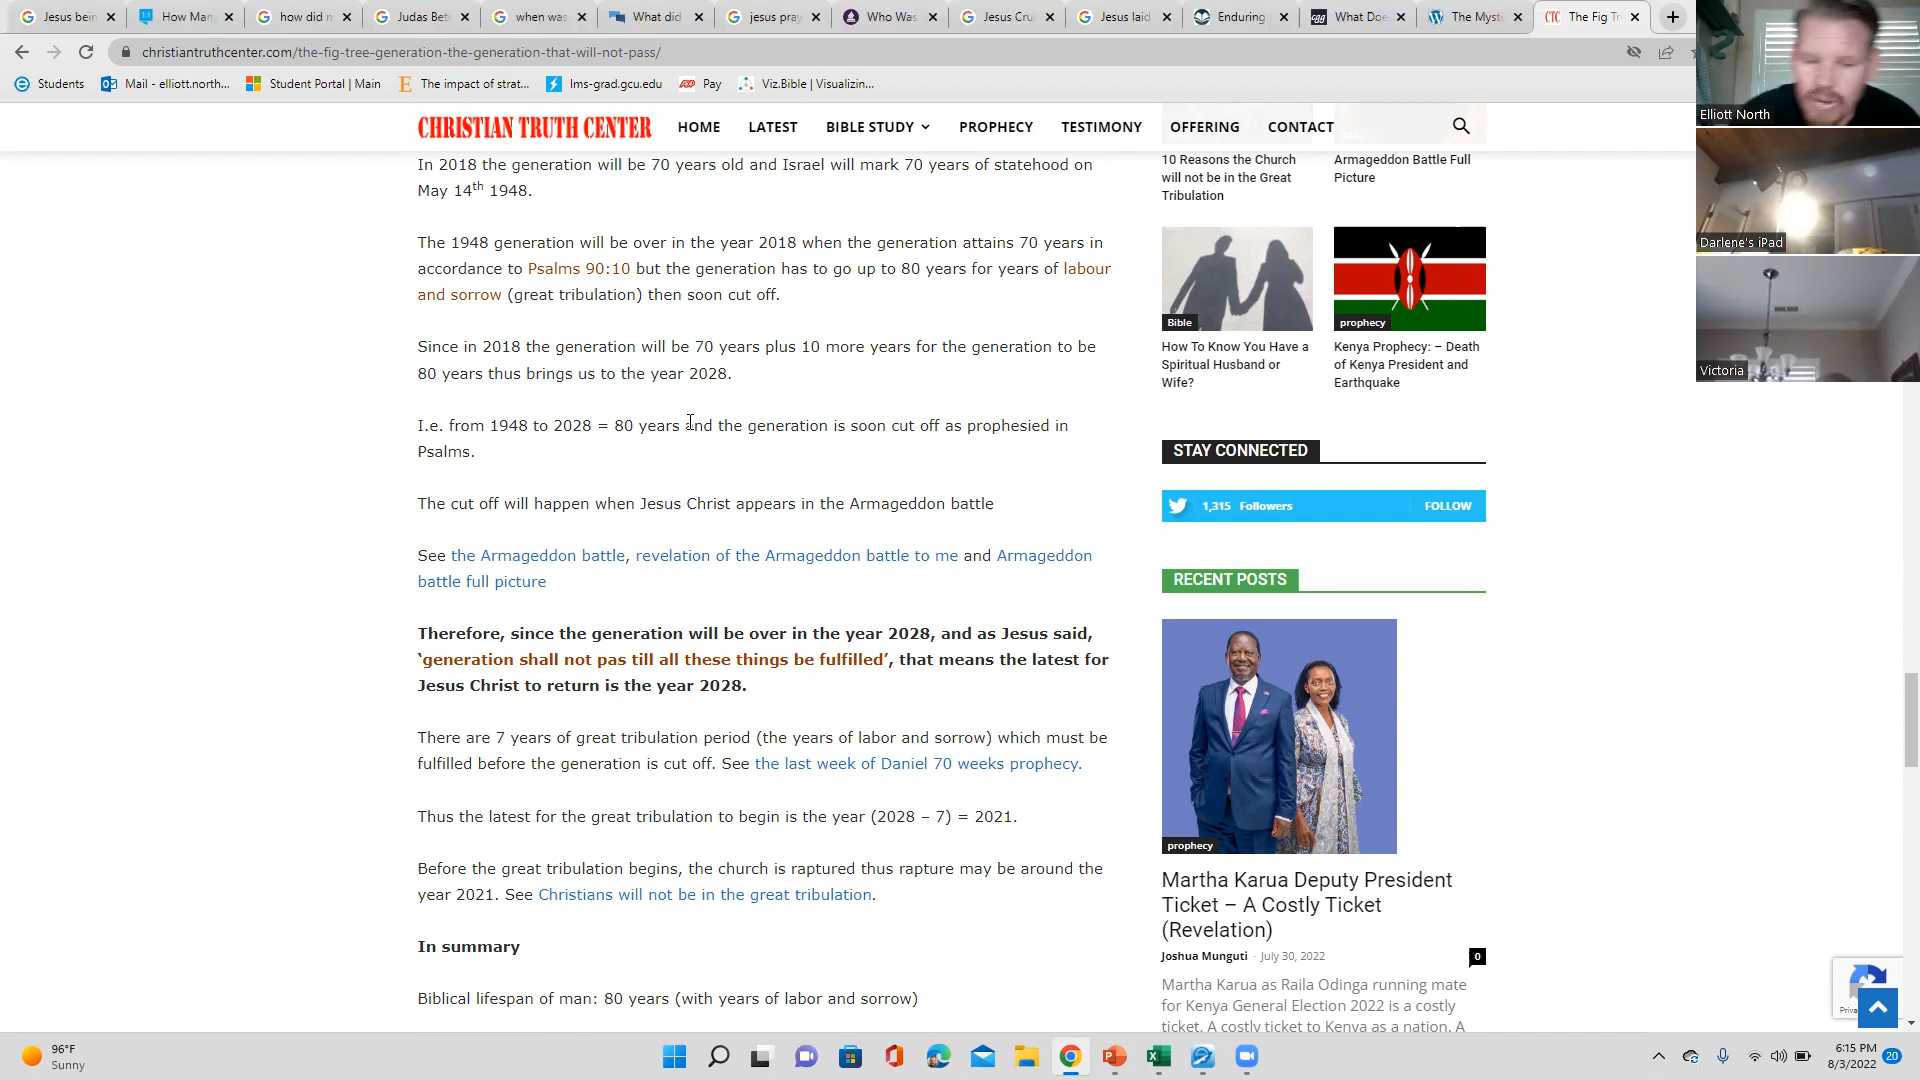 Jesus bein
How Man
how did n
Judas Bet
when was
What did
jesus pray
Who Was
Jesus Cru
Jesus laid
Enduring
What Doe
The Myst
The Fig Tr
christiantruthcenter.com/the-fig-tree-generation-the-generation-that-will-not-pass/
Students
Mail - elliott.north...
Student Portal | Main
The impact of strat...
lms-grad.gcu.edu
Pay
Viz.Bible | Visualizin...
Elliott North
Darlene's iPad
Victoria
CHRISTIAN TRUTH CENTER
HOME
LATEST
BIBLE STUDY
PROPHECY
TESTIMONY
OFFERING
CONTACT
In 2018 the generation will be 70 years old and Israel will mark 70 years of statehood on
May 14th 1948.
The 1948 generation will be over in the year 2018 when the generation attains 70 years in
accordance to Psalms 90:10 but the generation has to go up to 80 years for years of labour
and sorrow (great tribulation) then soon cut off.
Since in 2018 the generation will be 70 years plus 10 more years for the generation to be
80 years thus brings us to the year 2028.
I.e. from 1948 to 2028 = 80 years and the generation is soon cut off as prophesied in
Psalms.
The cut off will happen when Jesus Christ appears in the Armageddon battle
See the Armageddon battle, revelation of the Armageddon battle to me and Armageddon
battle full picture
Therefore, since the generation will be over in the year 2028, and as Jesus said,
‘generation shall not pas till all these things be fulfilled’, that means the latest for
Jesus Christ to return is the year 2028.
There are 7 years of great tribulation period (the years of labor and sorrow) which must be
fulfilled before the generation is cut off. See the last week of Daniel 70 weeks prophecy.
Thus the latest for the great tribulation to begin is the year (2028 – 7) = 2021.
Before the great tribulation begins, the church is raptured thus rapture may be around the
year 2021. See Christians will not be in the great tribulation.
In summary
Biblical lifespan of man: 80 years (with years of labor and sorrow)
10 Reasons the Church
will not be in the Great
Tribulation
Armageddon Battle Full
Picture
Bible
How To Know You Have a
Spiritual Husband or
Wife?
prophecy
Kenya Prophecy: – Death
of Kenya President and
Earthquake
STAY CONNECTED
1,315 Followers
FOLLOW
RECENT POSTS
prophecy
Martha Karua Deputy President
Ticket – A Costly Ticket
(Revelation)
Joshua Munguti - July 30, 2022
0
Martha Karua as Raila Odinga running mate
for Kenya General Election 2022 is a costly
ticket. A costly ticket to Kenya as a nation. A
96°F
Sunny
6:15 PM
8/3/2022
20